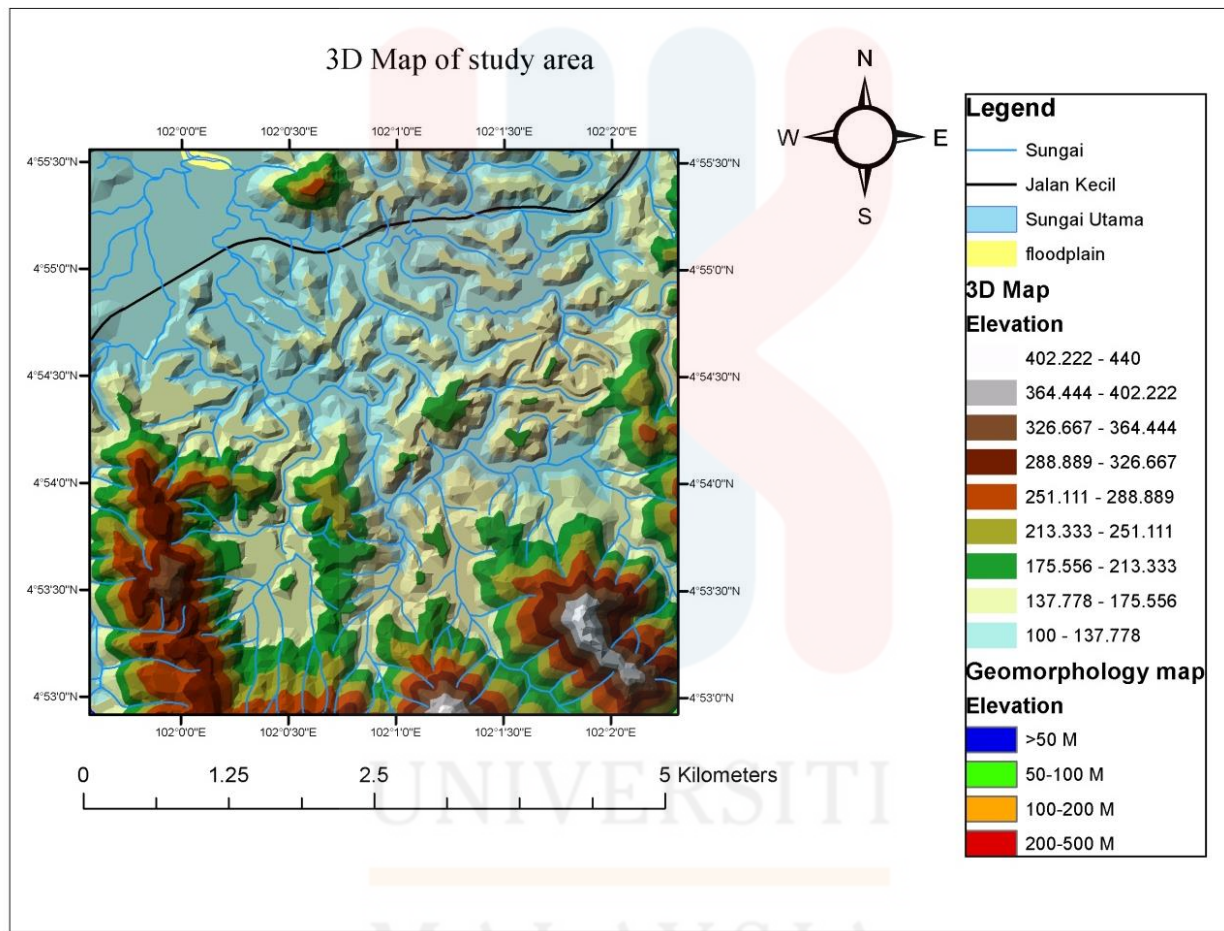 3D Map of study area
N
W E
S
102°0'0"E 102°0'30"E 102°1'0"E 102°1'30"E 102°2'0"E
4°55'30"N 4°55'30"N
4°55'0"N 4°55'0"N
4°54'30"N 4°54'30"N
4°54'0"N 4°54'0"N
4°53'30"N 4°53'30"N
4°53'0"N 4°53'0"N
102°0'0"E 102°0'30"E 102°1'0"E 102°1'30"E 102°2'0"E
0 1.25 2.5 5 Kilometers
Legend
Sungai
Jalan Kecil
Sungai Utama
floodplain
3D Map
Elevation
402.222 - 440
364.444 - 402.222
326.667 - 364.444
288.889 - 326.667
251.111 - 288.889
213.333 - 251.111
175.556 - 213.333
137.778 - 175.556
100 - 137.778
Geomorphology map
Elevation
>50 M
50-100 M
100-200 M
200-500 M
UNIVERSITI
MALAYSIA